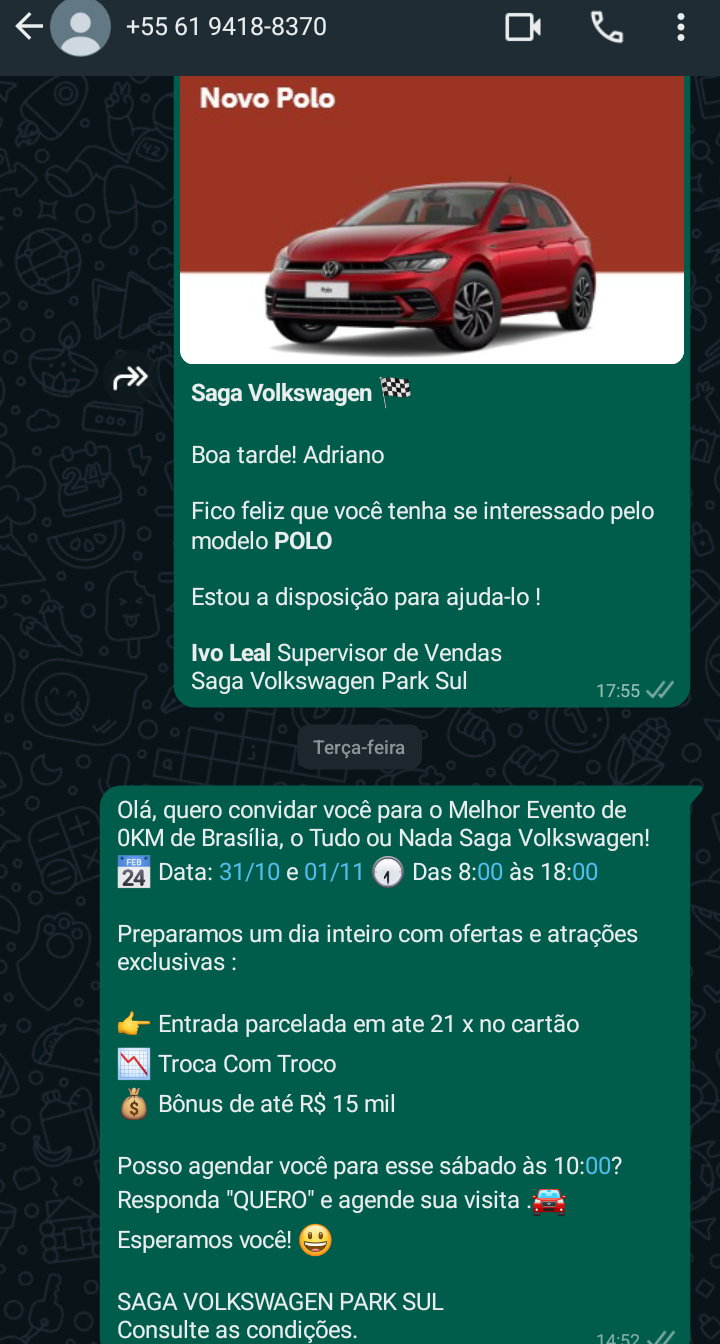 +55 61 9418-8370
Novo Polo
Polo
Saga Volkswagen
Boa tarde! Adriano
Fico feliz que você tenha se interessado pelo
modelo POLO
Estou a disposição para ajuda-lo !
Ivo Leal Supervisor de Vendas
Saga Volkswagen Park Sul
17:55
Terça-feira
Olá, quero convidar você para o Melhor Evento de
0KM de Brasília, o Tudo ou Nada Saga Volkswagen!
FEB
24
Data: 31/10 e 01/11 Das 8:00 às 18:00
Preparamos um dia inteiro com ofertas e atrações
exclusivas :
Entrada parcelada em ate 21 x no cartão
Troca Com Troco
Bônus de até R$ 15 mil
Posso agendar você para esse sábado às 10:00?
Responda "QUERO" e agende sua visita .
Esperamos você!
SAGA VOLKSWAGEN PARK SUL
Consulte as condições.
14:52